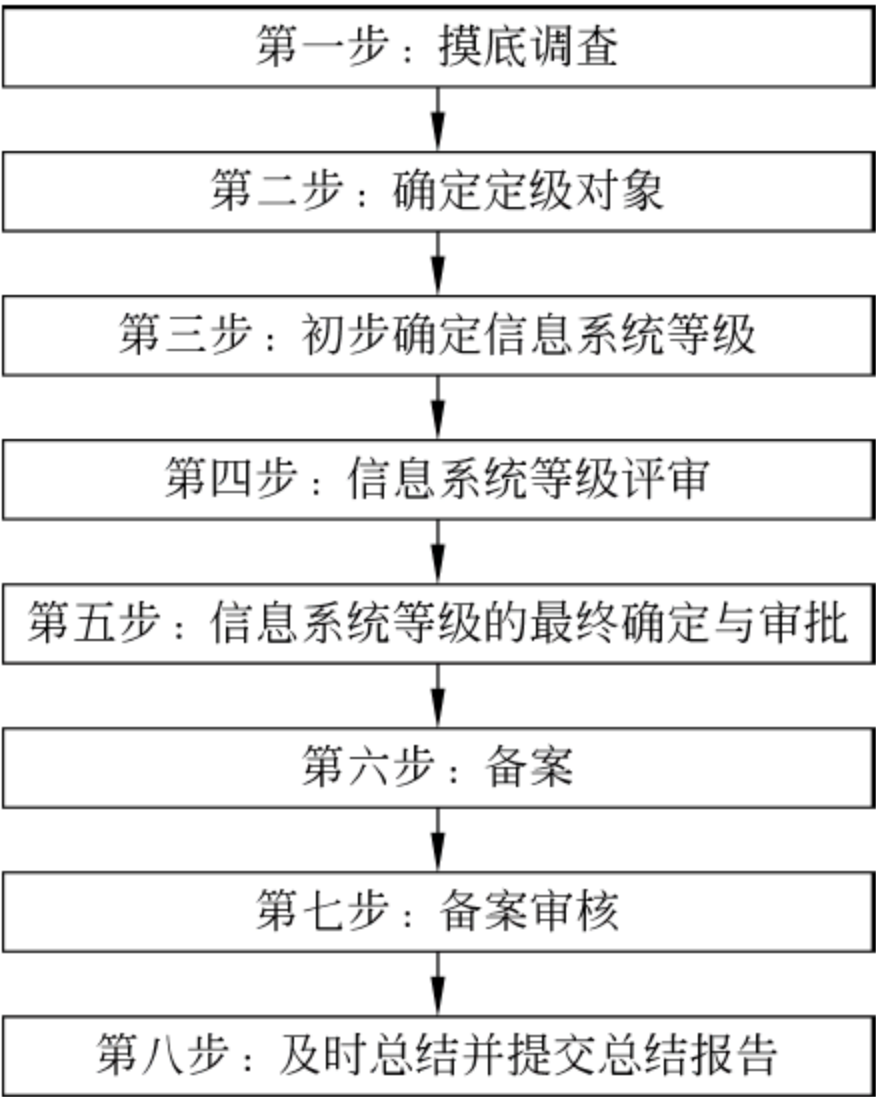 第一步：摸底调查
第二步：确定定级对象
第三步：初步确定信息系统等级
第四步：信息系统等级评审
第五步：信息系统等级的最终确定与审批
第六步：备案
第七步：备案审核
第八步：及时总结并提交总结报告